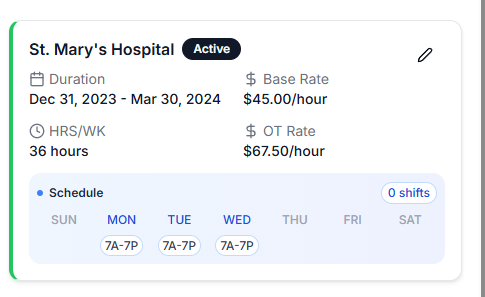 St. Mary's Hospital Active
Duration
Base Rate
Dec 31, 2023 - Mar 30, 2024
$45.00/hour
HRS/WK
OT Rate
36 hours
$67.50/hour
Schedule
0 shifts
SUN MON TUE WED THU FRI SAT
7A-7P 7A-7P 7A-7P